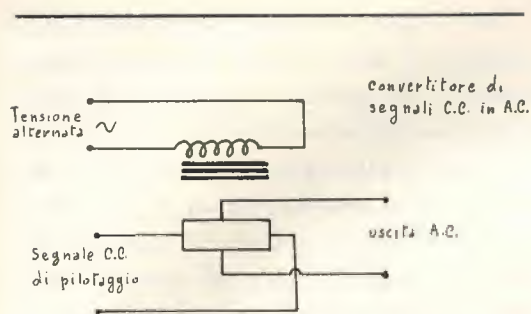 convertitore di
segnali C.C. in A.C.
Tensione
alternata
Segnale C.C.
di pilotaggio
uscita A.C.